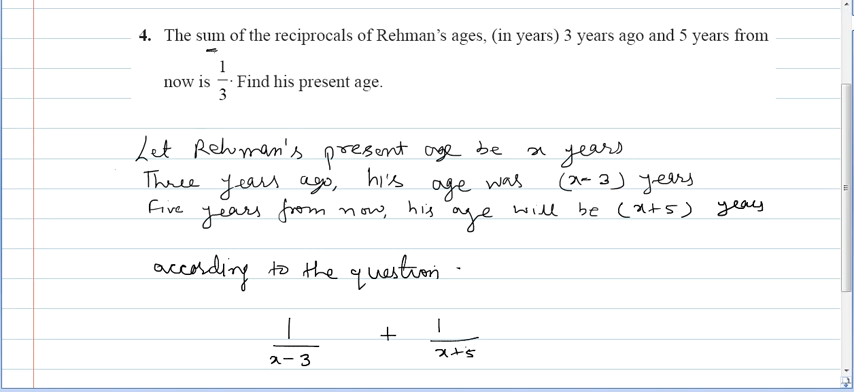 4. The sum of the reciprocals of Rehman's ages, (in years) 3 years ago and 5 years from
now is 1/3. Find his present age.
Let Rehman's present age be x years
Three years ago, his age was (x-3) years
Five years from now, his age will be (x+5) years
according to the question.
1/(x-3) + 1/(x+5)